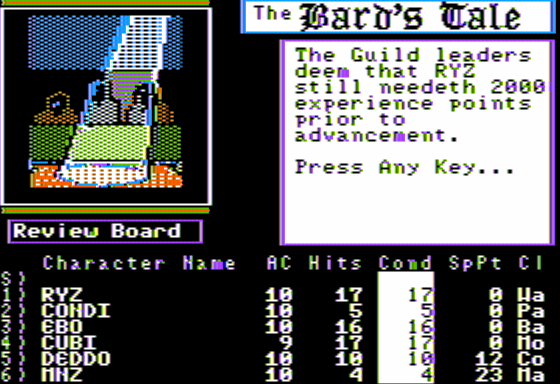 The Bard's Tale
The Guild leaders
deem that RYZ
still needeth 2000
experience points
prior to
advancement.
Press Any Key...
Review Board
Character Name AC Hits Cond SpPt Cl
S)
1) RYZ 10 17 17 0 Wa
2) CONDI 10 5 5 0 Pa
3) EBO 10 16 16 0 Ba
4) CUBI 9 17 17 0 Mo
5) DEDDO 10 10 10 12 Co
6) MNZ 10 4 4 23 Ma